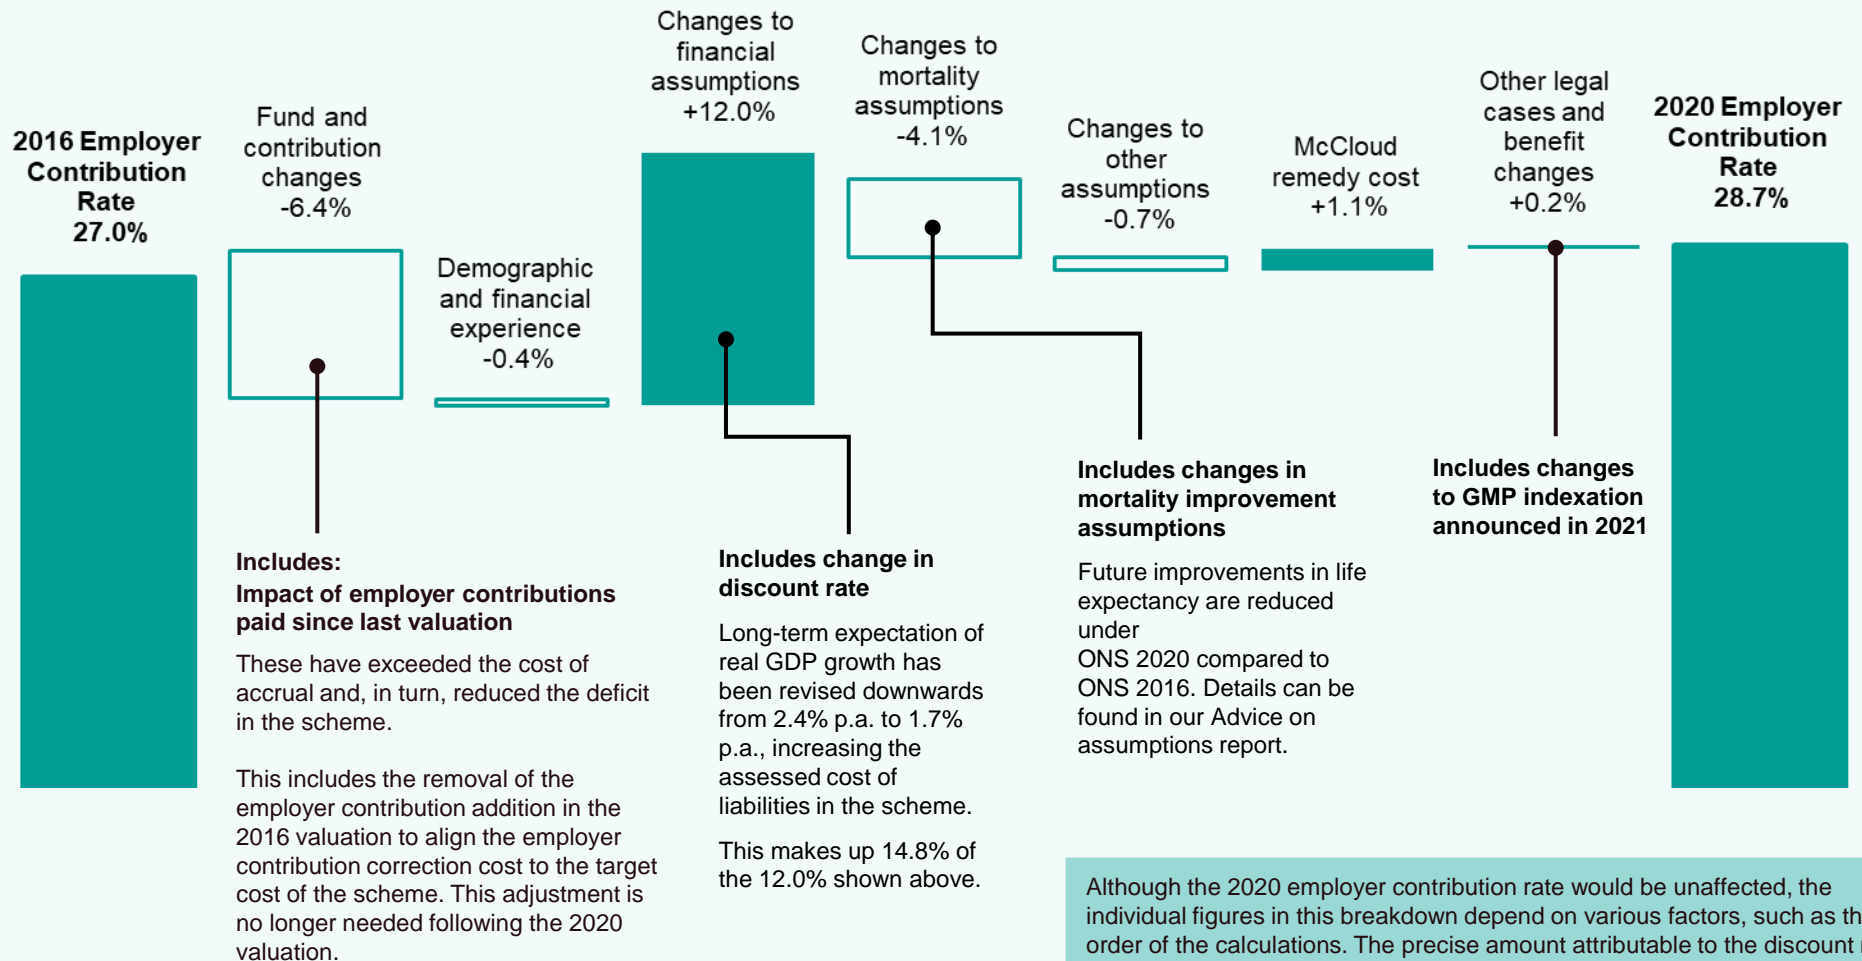 2016 Employer
Contribution
Rate
27.0%
Fund and
contribution
changes
-6.4%
Demographic
and financial
experience
-0.4%
Changes to
financial
assumptions
+12.0%
Changes to
mortality
assumptions
-4.1%
Changes to
other
assumptions
-0.7%
McCloud
remedy cost
+1.1%
Other legal
cases and
benefit
changes
+0.2%
2020 Employer
Contribution
Rate
28.7%
Includes:
Impact of employer contributions
paid since last valuation
These have exceeded the cost of
accrual and, in turn, reduced the deficit
in the scheme.
This includes the removal of the
employer contribution addition in the
2016 valuation to align the employer
contribution correction cost to the target
cost of the scheme. This adjustment is
no longer needed following the 2020
valuation.
Includes change in
discount rate
Long-term expectation of
real GDP growth has
been revised downwards
from 2.4% p.a. to 1.7%
p.a., increasing the
assessed cost of
liabilities in the scheme.
This makes up 14.8% of
the 12.0% shown above.
Includes changes in
mortality improvement
assumptions
Future improvements in life
expectancy are reduced
under
ONS 2020 compared to
ONS 2016. Details can be
found in our Advice on
assumptions report.
Includes changes
to GMP indexation
announced in 2021
Although the 2020 employer contribution rate would be unaffected, the
individual figures in this breakdown depend on various factors, such as
order of the calculations. The precise amount attributable to the discount